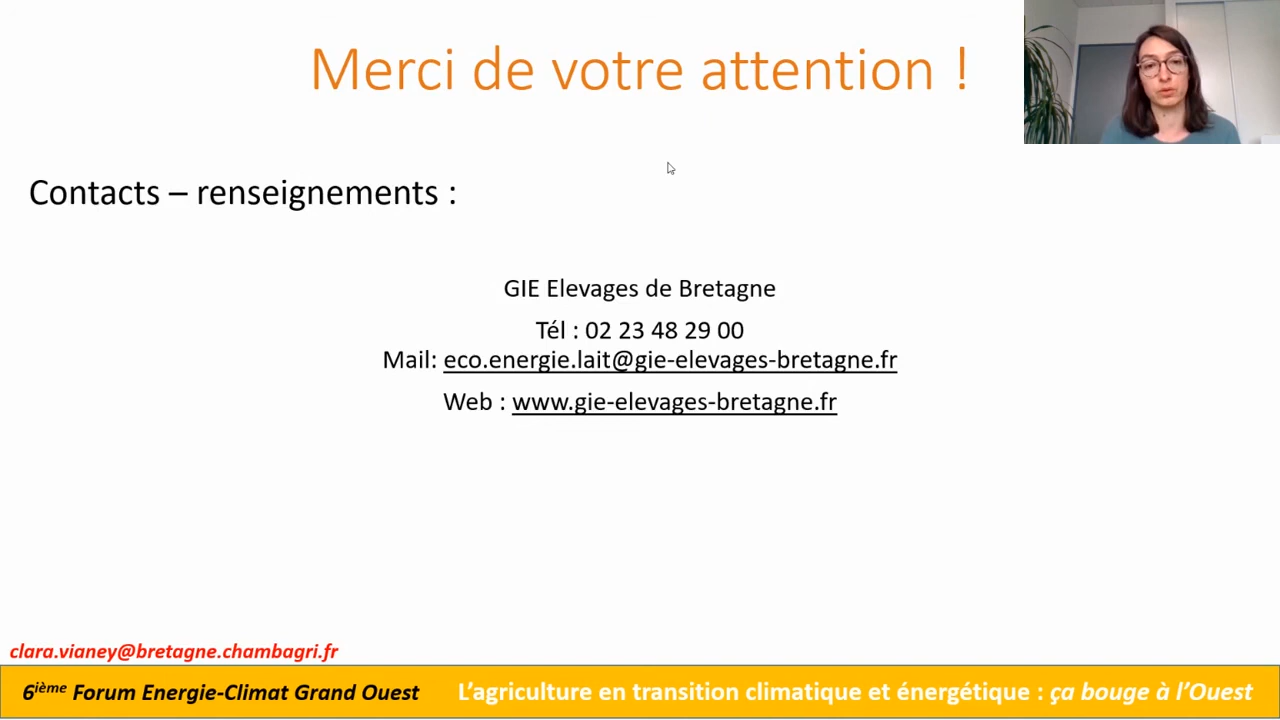 Merci de votre attention !
Contacts – renseignements :
GIE Elevages de Bretagne
Tél : 02 23 48 29 00
Mail: eco.energie.lait@gie-elevages-bretagne.fr
Web : www.gie-elevages-bretagne.fr
clara.vianey@bretagne.chambagri.fr
6ième Forum Energie-Climat Grand Ouest L’agriculture en transition climatique et énergétique : ça bouge à l’Ouest